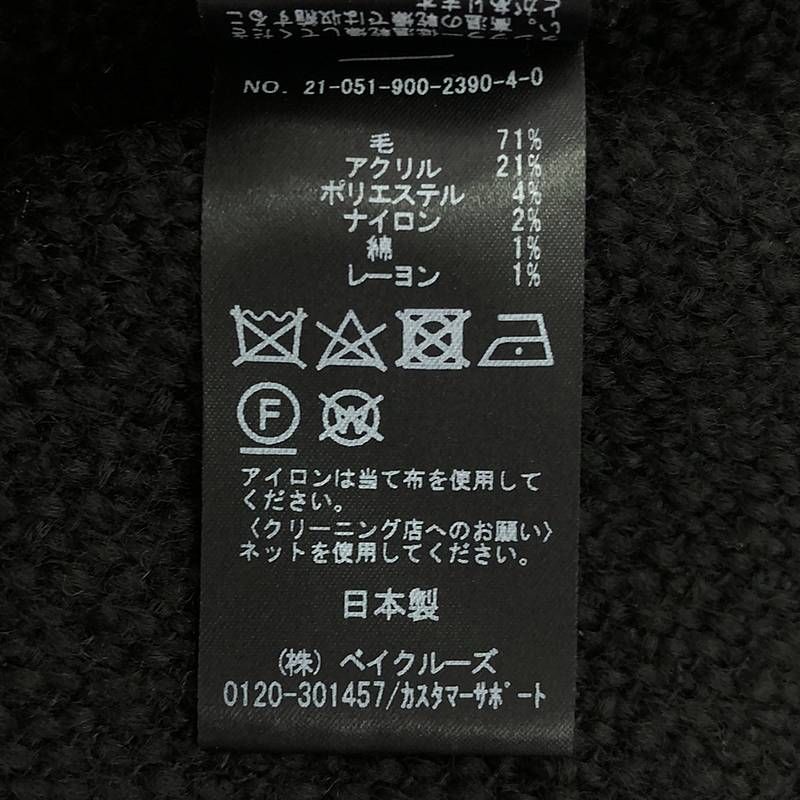 NO. 21-051-900-2390-4-0
毛 71%
アクリル 21%
ポリエステル 4%
ナイロン 2%
綿 1%
レーヨン 1%
F
W
アイロンは当て布を使用して
ください。
〈クリーニング店へのお願い〉
ネットを使用してください。
日本製
(株) ベイクルーズ
0120-301457/カスタマーサポート